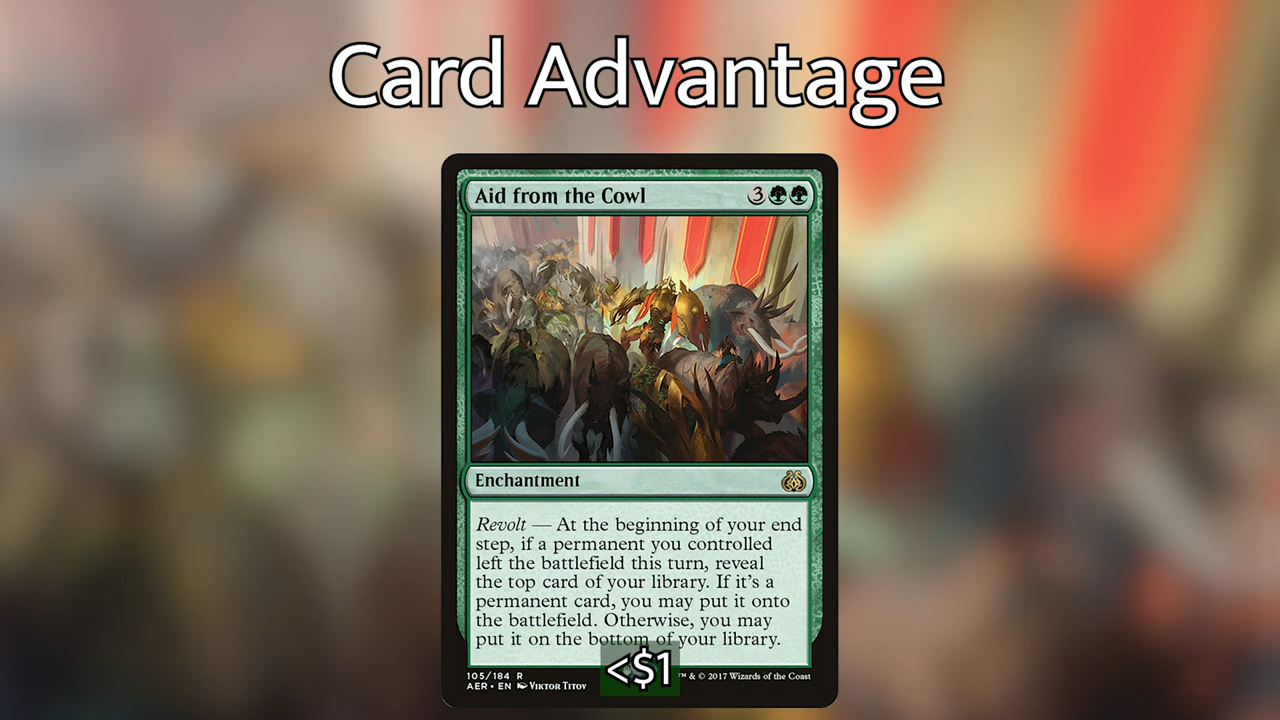 Card Advantage
Aid from the Cowl 3
Enchantment
Revolt — At the beginning of your end
step, if a permanent you controlled
left the battlefield this turn, reveal
the top card of your library. If it's a
permanent card, you may put it onto
the battlefield. Otherwise, you may
put it on the bottom of your library.
<$1
105/184 R
™ & © 2017 Wizards of the Coast
AER • EN Viktor Titov